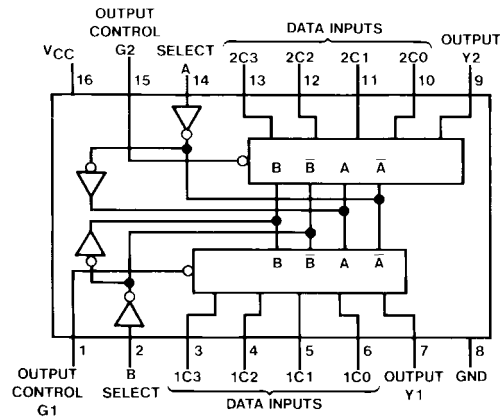 OUTPUT CONTROL G2
SELECT A
DATA INPUTS
OUTPUT Y2
VCC
2C3 2C2 2C1 2C0
16 15 14 13 12 11 10 9
B B̅ A A̅
B B̅ A A̅
1 2 3 4 5 6 7 8
OUTPUT CONTROL G1
B SELECT
1C3 1C2 1C1 1C0
DATA INPUTS
OUTPUT Y1
GND